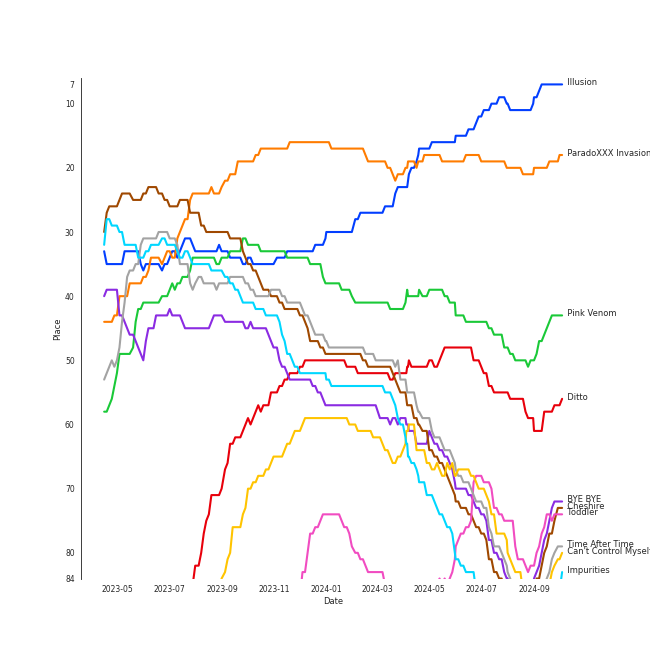 7
10
20
30
40
50
60
70
80
84
Place
2023-05
2023-07
2023-09
2023-11
2024-01
2024-03
2024-05
2024-07
2024-09
Date
Illusion
ParadoXXX Invasion
Pink Venom
Ditto
BYE BYE
Cheshire
Toddler
Time After Time
Can't Control Mysel
Impurities